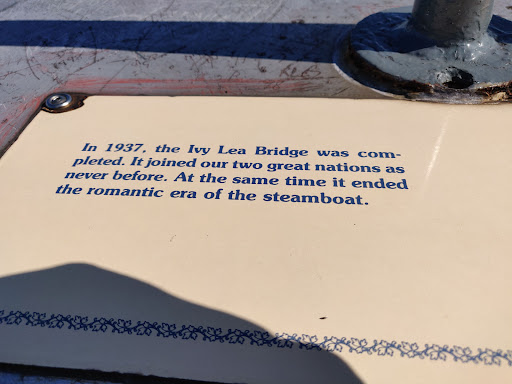 In 1937, the Ivy Lea Bridge was com-
pleted. It joined our two great nations as
never before. At the same time it ended
the romantic era of the steamboat.